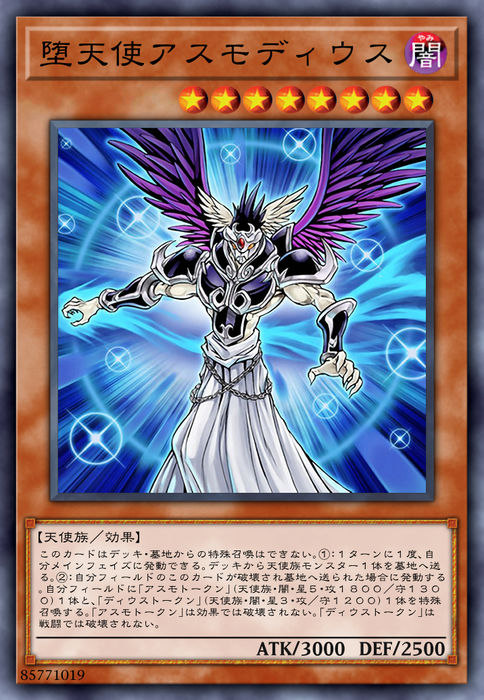 堕天使アスモディウス
やみ
闇
【天使族／効果】
このカードはデッキ・墓地からの特殊召喚はできない。①：１ターンに１度、自
分メインフェイズに発動できる。デッキから天使族モンスター１体を墓地へ送
る。②：自分フィールドのこのカードが破壊され墓地へ送られた場合に発動する
。自分フィールドに「アスモトークン」（天使族・闇・星５・攻１８００／守１３０
０）１体と、「ディウストークン」（天使族・闇・星３・攻／守１２００）１体を特殊
召喚する。「アスモトークン」は効果では破壊されない。「ディウストークン」は
戦闘では破壊されない。
ATK/3000 DEF/2500
85771019